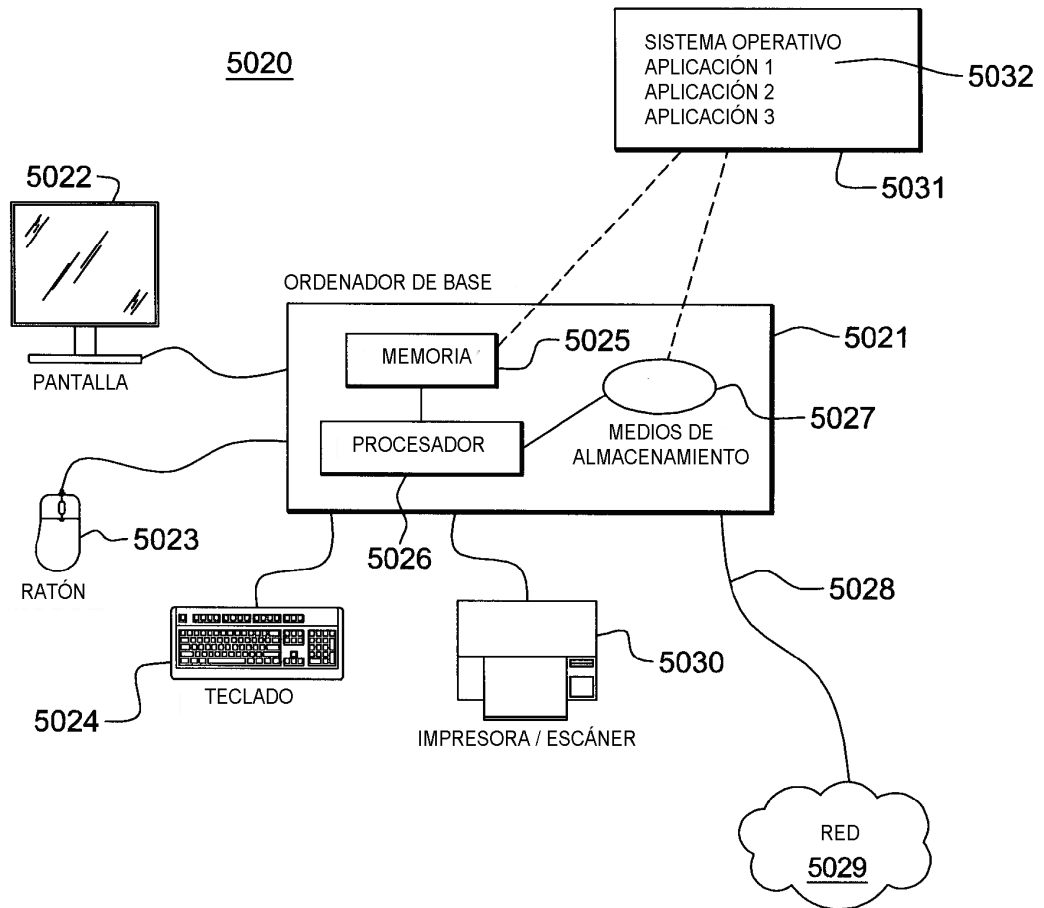 5020
SISTEMA OPERATIVO
APLICACIÓN 1
APLICACIÓN 2
APLICACIÓN 3
5032
5031
5022
PANTALLA
ORDENADOR DE BASE
5021
MEMORIA
5025
PROCESADOR
5026
5027
MEDIOS DE
ALMACENAMIENTO
5023
RATÓN
5024
TECLADO
5030
IMPRESORA / ESCÁNER
5028
RED
5029